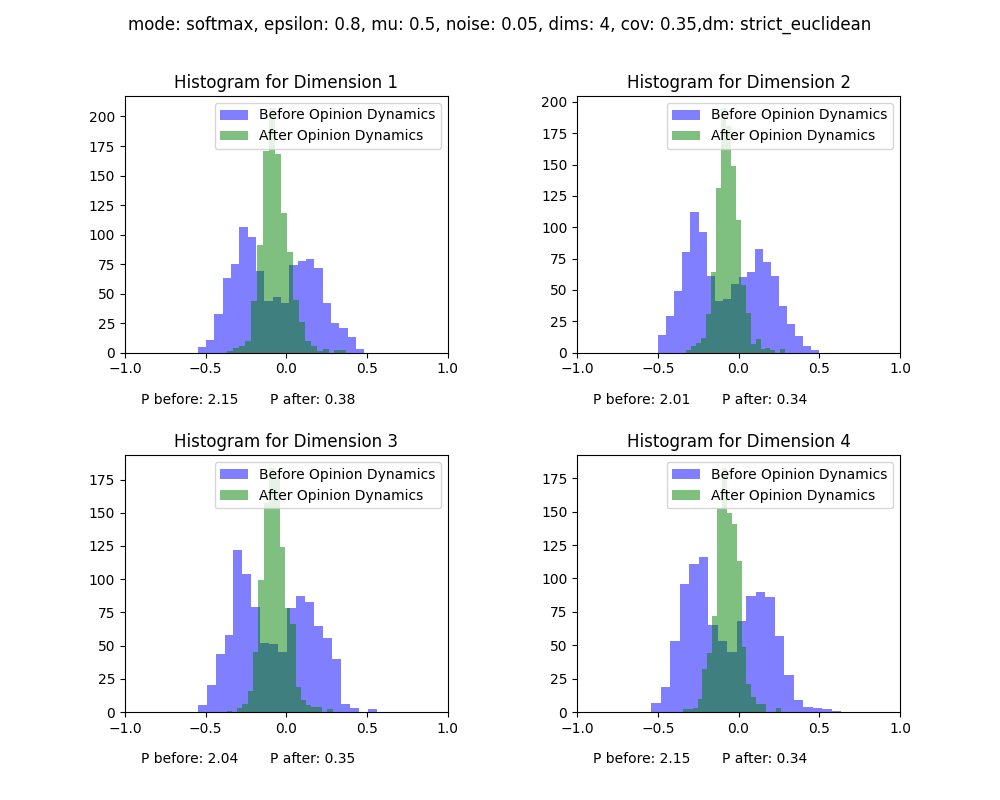 mode: softmax, epsilon: 0.8, mu: 0.5, noise: 0.05, dims: 4, cov: 0.35,dm: strict_euclidean
Histogram for Dimension 1
Before Opinion Dynamics
After Opinion Dynamics
200
175
150
125
100
75
50
25
0
−1.0 −0.5 0.0 0.5 1.0
P before: 2.15 P after: 0.38
Histogram for Dimension 2
Before Opinion Dynamics
After Opinion Dynamics
200
175
150
125
100
75
50
25
0
−1.0 −0.5 0.0 0.5 1.0
P before: 2.01 P after: 0.34
Histogram for Dimension 3
Before Opinion Dynamics
After Opinion Dynamics
175
150
125
100
75
50
25
0
−1.0 −0.5 0.0 0.5 1.0
P before: 2.04 P after: 0.35
Histogram for Dimension 4
Before Opinion Dynamics
After Opinion Dynamics
175
150
125
100
75
50
25
0
−1.0 −0.5 0.0 0.5 1.0
P before: 2.15 P after: 0.34